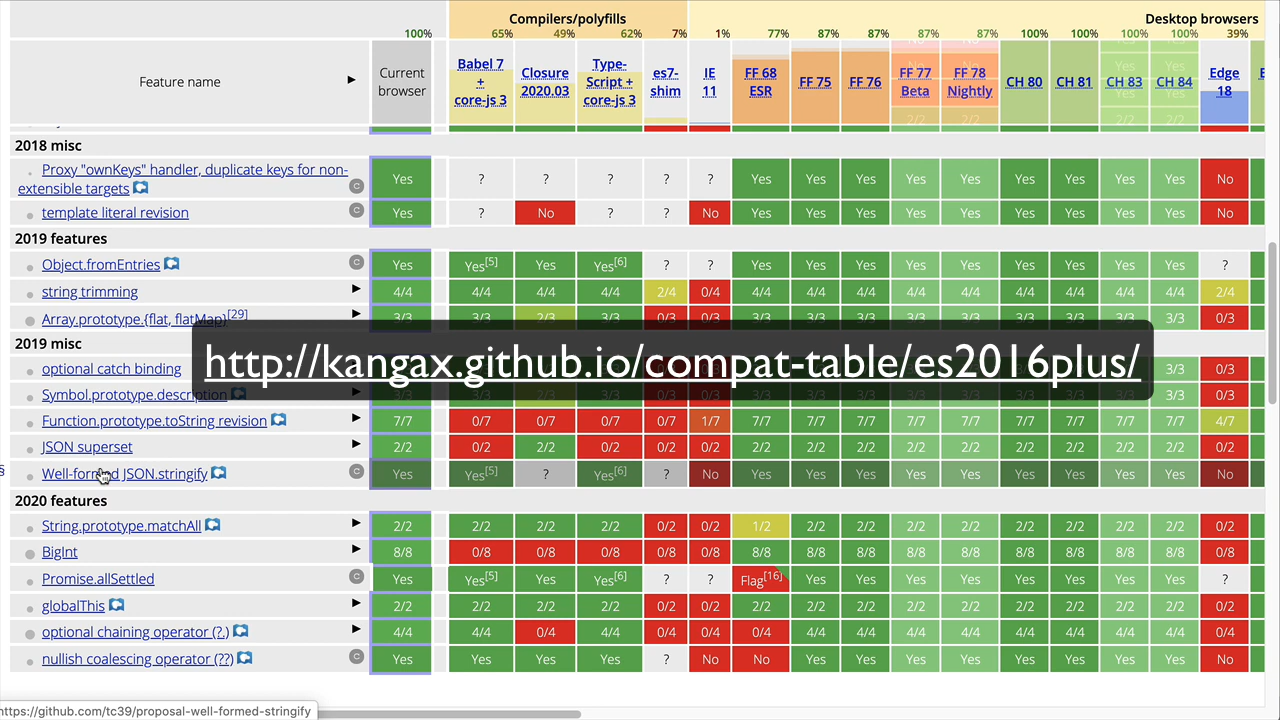 Compilers/polyfills Desktop browsers
100% 65% 49% 62% 7% 1% 77% 87% 87% 87% 87% 100% 100% 100% 100% 39%
Feature name Current browser Babel 7 + core-js 3 Closure 2020.03 Type-Script + core-js 3 es7-shim IE 11 FF 68 ESR FF 75 FF 76 FF 77 Beta FF 78 Nightly CH 80 CH 81 CH 83 CH 84 Edge 18
2018 misc
Proxy "ownKeys" handler, duplicate keys for non-
extensible targets C Yes ? ? ? ? ? Yes Yes Yes Yes Yes Yes Yes Yes Yes No
template literal revision C Yes ? No ? ? No Yes Yes Yes Yes Yes Yes Yes Yes Yes No
2019 features
Object.fromEntries C Yes Yes[5] Yes Yes[6] ? ? Yes Yes Yes Yes Yes Yes Yes Yes Yes ?
string trimming 4/4 4/4 4/4 4/4 2/4 0/4 4/4 4/4 4/4 4/4 4/4 4/4 4/4 4/4 4/4 2/4
Array.prototype.{flat, flatMap}[29] 3/3 3/3 2/3 3/3 0/3 0/3 3/3 3/3 3/3 3/3 3/3 3/3 3/3 3/3 3/3 0/3
2019 misc
http://kangax.github.io/compat-table/es2016plus/
optional catch binding 3/3 0/3
Symbol.prototype.description 3/3 0/3
Function.prototype.toString revision 7/7 0/7 0/7 0/7 0/7 1/7 7/7 7/7 7/7 7/7 7/7 7/7 7/7 7/7 7/7 4/7
JSON superset 2/2 0/2 2/2 0/2 0/2 0/2 2/2 2/2 2/2 2/2 2/2 2/2 2/2 2/2 2/2 0/2
§ Well-formed JSON.stringify C Yes Yes[5] ? Yes[6] ? No Yes Yes Yes Yes Yes Yes Yes Yes Yes No
2020 features
String.prototype.matchAll 2/2 2/2 2/2 2/2 0/2 0/2 1/2 2/2 2/2 2/2 2/2 2/2 2/2 2/2 2/2 0/2
BigInt 8/8 0/8 0/8 0/8 0/8 0/8 8/8 8/8 8/8 8/8 8/8 8/8 8/8 8/8 8/8 0/8
Promise.allSettled C Yes Yes[5] Yes Yes[6] ? ? Flag[16] Yes Yes Yes Yes Yes Yes Yes Yes ?
globalThis 2/2 2/2 2/2 2/2 0/2 0/2 2/2 2/2 2/2 2/2 2/2 2/2 2/2 2/2 2/2 0/2
optional chaining operator (?.) 4/4 4/4 0/4 4/4 0/4 0/4 0/4 4/4 4/4 4/4 4/4 4/4 4/4 4/4 4/4 0/4
nullish coalescing operator (??) C Yes Yes Yes Yes ? No No Yes Yes Yes Yes Yes Yes Yes Yes No
https://github.com/tc39/proposal-well-formed-stringify